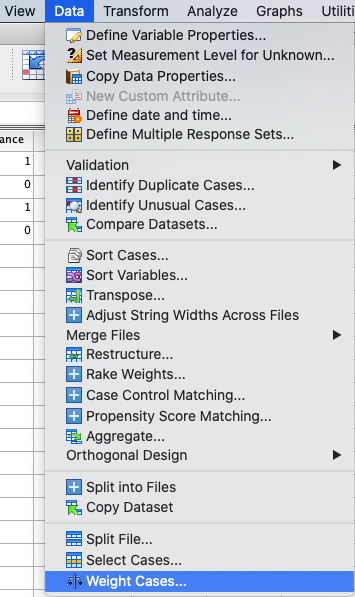 View Data Transform Analyze Graphs Utiliti
Define Variable Properties...
Set Measurement Level for Unknown...
Copy Data Properties...
New Custom Attribute...
Define date and time...
Define Multiple Response Sets...
ance
1
Validation
0
Identify Duplicate Cases...
1
Identify Unusual Cases...
0
Compare Datasets...
Sort Cases...
Sort Variables...
Transpose...
Adjust String Widths Across Files
Merge Files
Restructure...
Rake Weights...
Case Control Matching...
Propensity Score Matching...
Aggregate...
Orthogonal Design
Split into Files
Copy Dataset
Split File...
Select Cases...
Weight Cases...